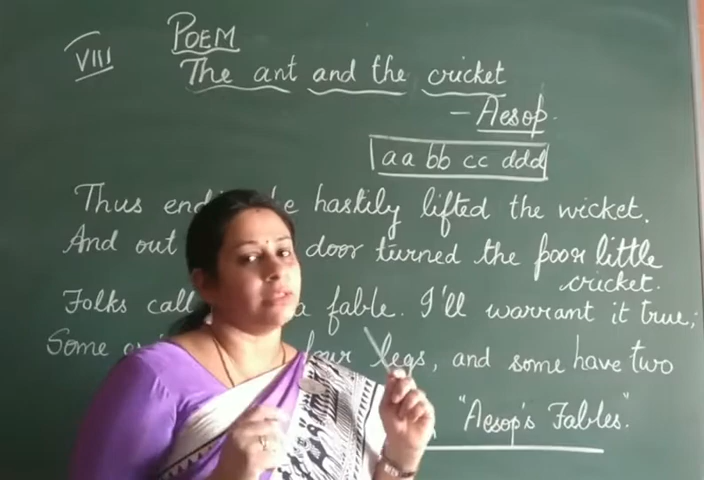 VIII
POEM
The ant and the cricket
- Aesop.
aa bb cc ddd
Thus he hastily lifted the wicket.
And out door turned the poor little
cricket.
Folks call a fable. I'll warrant it true;
Some legs, and some have two
"Aesop's Fables."